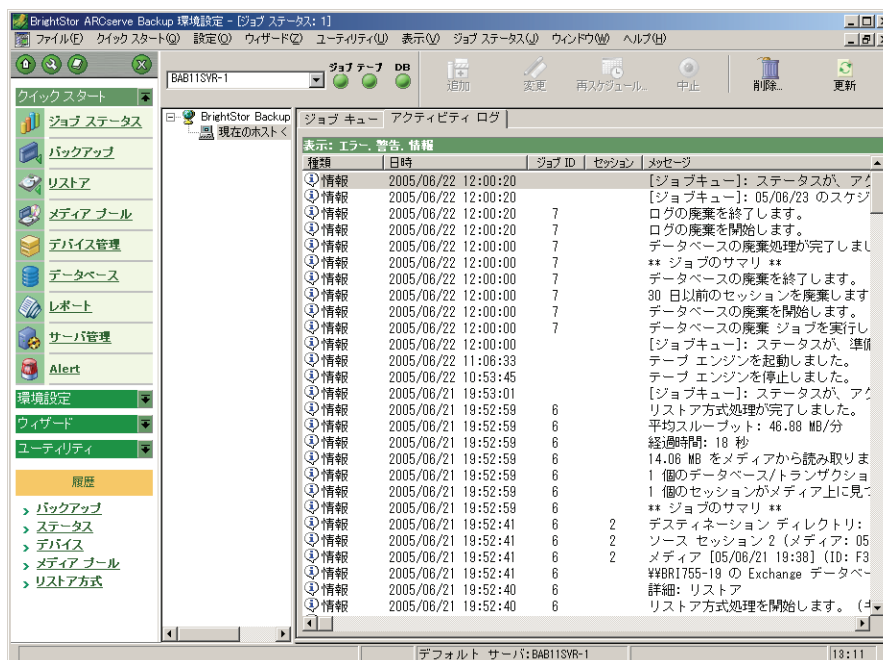 BrightStor ARCserve Backup 環境設定 - [ジョブ ステータス: 1]
ファイル(F) クイック スタート(Q) 設定(O) ウィザード(Z) ユーティリティ(U) 表示(V) ジョブ ステータス(J) ウィンドウ(W) ヘルプ(H)
BAB11SVR-1
ジョブ テープ DB
追加 変更 再スケジュール... 中止 削除... 更新
クイック スタート
ジョブ ステータス
バックアップ
リストア
メディア プール
デバイス管理
データベース
レポート
サーバ管理
Alert
環境設定
ウィザード
ユーティリティ
履歴
バックアップ
ステータス
デバイス
メディア プール
リストア方式
BrightStor Backup
現在のホスト <
ジョブ キュー アクティビティ ログ
表示: エラー, 警告, 情報
種類 日時 ジョブ ID セッション メッセージ
情報 2005/06/22 12:00:20 [ジョブキュー]: ステータスが、アク
情報 2005/06/22 12:00:20 [ジョブキュー]: 05/06/23 のスケジ
情報 2005/06/22 12:00:20 7 ログの廃棄を終了します。
情報 2005/06/22 12:00:20 7 ログの廃棄を開始します。
情報 2005/06/22 12:00:00 7 データベースの廃棄処理が完了しまし
情報 2005/06/22 12:00:00 7 ** ジョブのサマリ **
情報 2005/06/22 12:00:00 7 データベースの廃棄を終了します。
情報 2005/06/22 12:00:00 7 30 日以前のセッションを廃棄します
情報 2005/06/22 12:00:00 7 データベースの廃棄を開始します。
情報 2005/06/22 12:00:00 7 データベースの廃棄 ジョブを実行し
情報 2005/06/22 12:00:00 [ジョブキュー]: ステータスが、準備
情報 2005/06/22 11:06:33 テープ エンジンを起動しました。
情報 2005/06/22 10:53:45 テープ エンジンを停止しました。
情報 2005/06/21 19:53:01 [ジョブキュー]: ステータスが、アク
情報 2005/06/21 19:52:59 6 リストア方式処理が完了しました。
情報 2005/06/21 19:52:59 6 平均スループット: 46.88 MB/分
情報 2005/06/21 19:52:59 6 経過時間: 18 秒
情報 2005/06/21 19:52:59 6 14.06 MB をメディアから読み取りま
情報 2005/06/21 19:52:59 6 1 個のデータベース/トランザクショ
情報 2005/06/21 19:52:59 6 1 個のセッションがメディア上に見つ
情報 2005/06/21 19:52:59 6 ** ジョブのサマリ **
情報 2005/06/21 19:52:41 6 2 デスティネーション ディレクトリ:
情報 2005/06/21 19:52:41 6 2 ソース セッション 2 (メディア: 05
情報 2005/06/21 19:52:41 6 2 メディア [05/06/21 19:38] (ID: F3
情報 2005/06/21 19:52:41 6 ¥¥BRI755-19 の Exchange データベー
情報 2005/06/21 19:52:40 6 詳細: リストア
情報 2005/06/21 19:52:40 6 リストア方式処理を開始します。 (キ
デフォルト サーバ:BAB11SVR-1
13:11